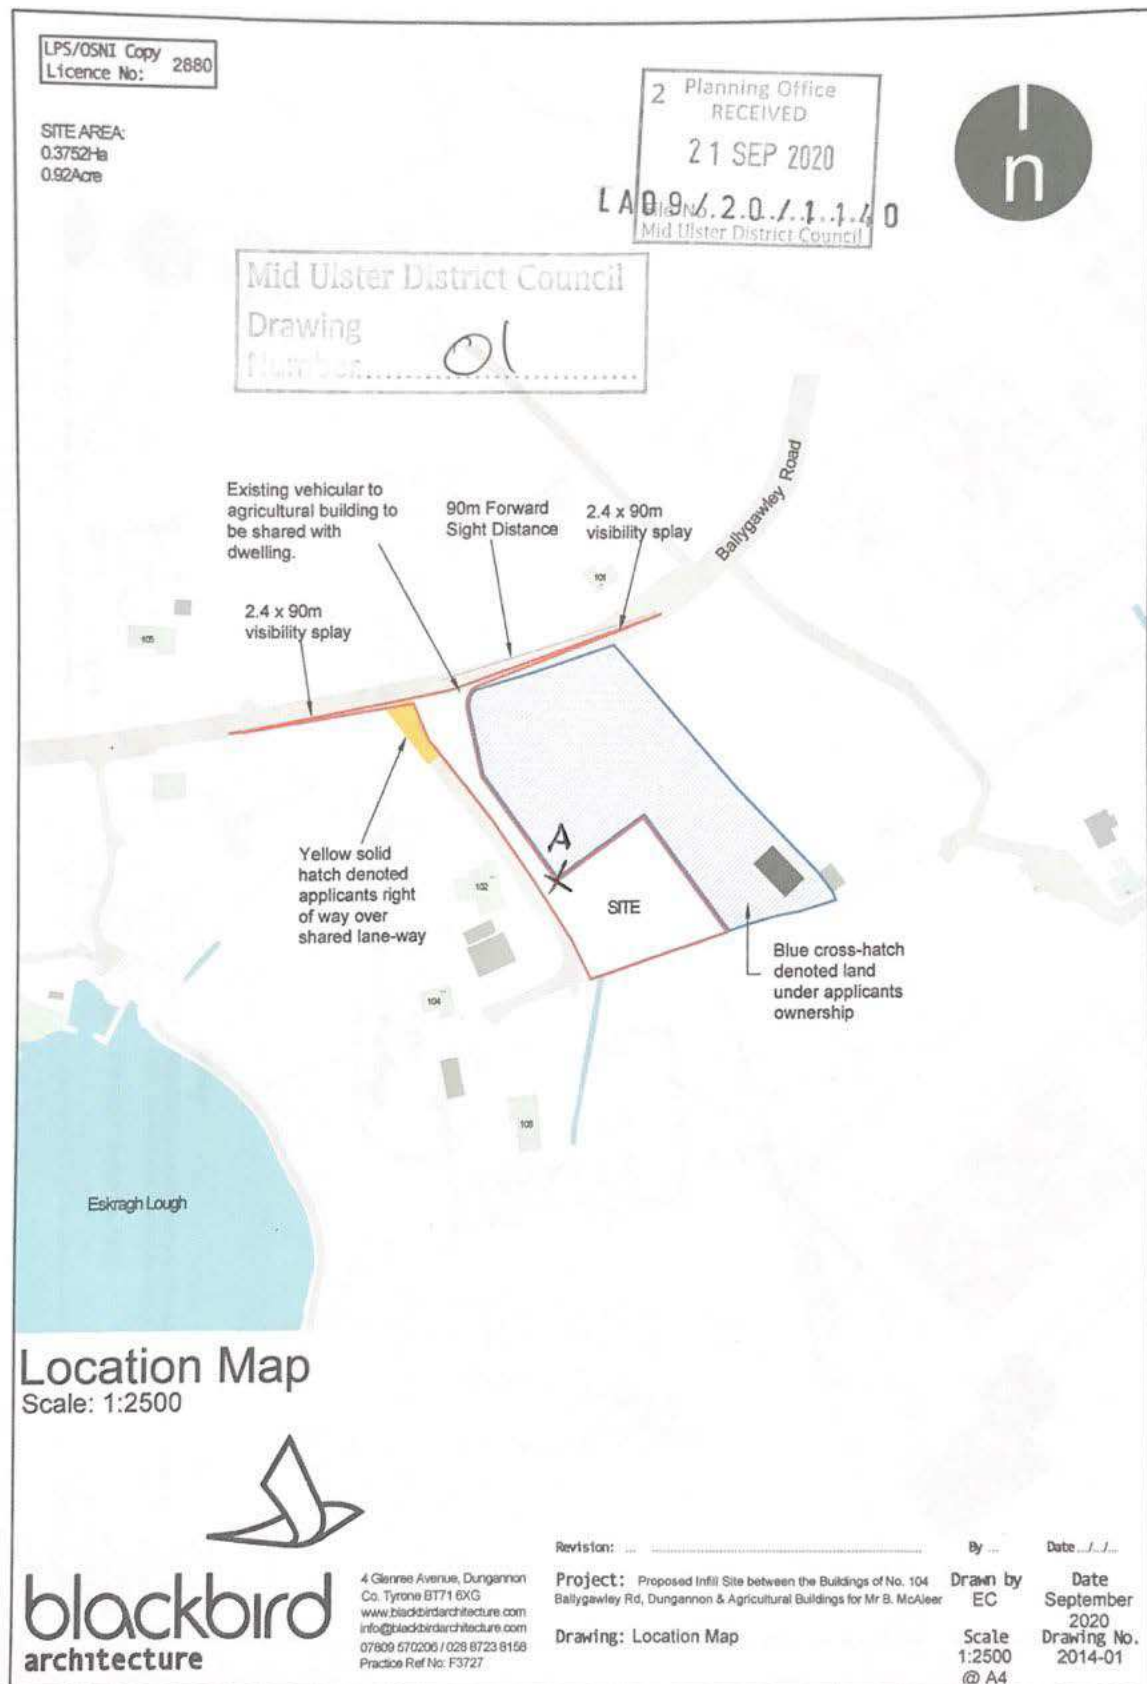 LPS/OSNI Copy
Licence No: 2880
SITE AREA:
0.3752Ha
0.92Acre
2 Planning Office
RECEIVED
21 SEP 2020
LA09/20/1140
File No.
Mid Ulster District Council
n
Mid Ulster District Council
Drawing
Number
01
Ballygawley Road
Existing vehicular to
agricultural building to
be shared with
dwelling.
90m Forward
Sight Distance
2.4 x 90m
visibility splay
101
2.4 x 90m
visibility splay
105
Yellow solid
hatch denoted
applicants right
of way over
shared lane-way
A
102
SITE
Blue cross-hatch
denoted land
under applicants
ownership
104
Eskragh Lough
Location Map
Scale: 1:2500
blackbird
architecture
4 Glenree Avenue, Dungannon
Co. Tyrone BT71 6XG
www.blackbirdarchitecture.com
info@blackbirdarchitecture.com
07809 570206 / 028 8723 8158
Practice Ref No: F3727
Revision: ...
By ...
Date ../../..
Project: Proposed Infill Site between the Buildings of No. 104
Ballygawley Rd, Dungannon & Agricultural Buildings for Mr B. McAleer
Drawing: Location Map
Drawn by
EC
Date
September
2020
Scale
1:2500
@ A4
Drawing No.
2014-01